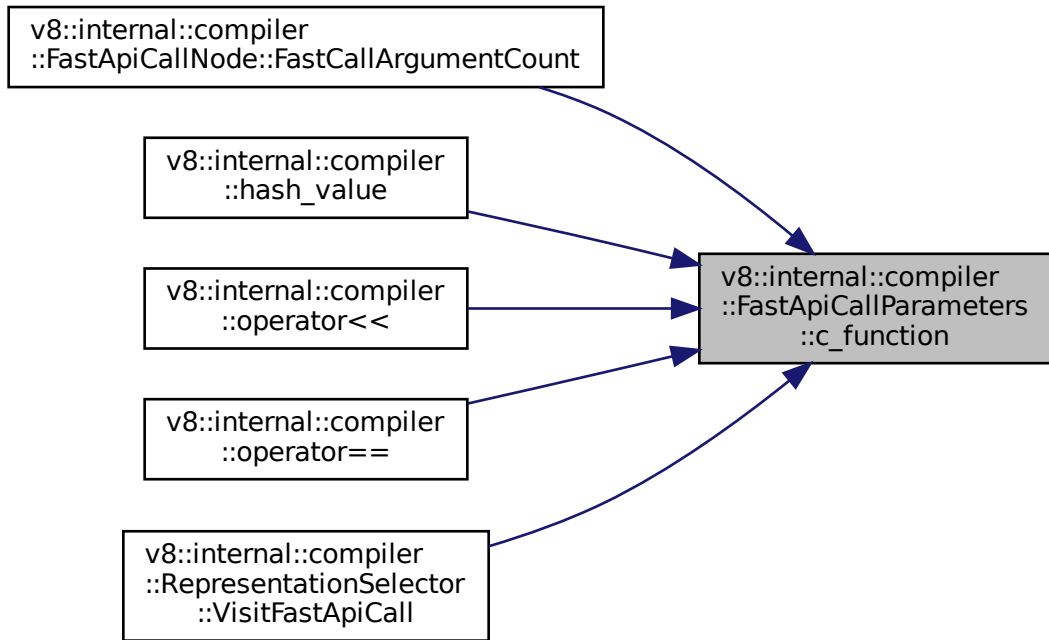 v8::internal::compiler
::FastApiCallNode::FastCallArgumentCount
v8::internal::compiler
::hash_value
v8::internal::compiler
::operator<<
v8::internal::compiler
::operator==
v8::internal::compiler
::RepresentationSelector
::VisitFastApiCall
v8::internal::compiler
::FastApiCallParameters
::c_function